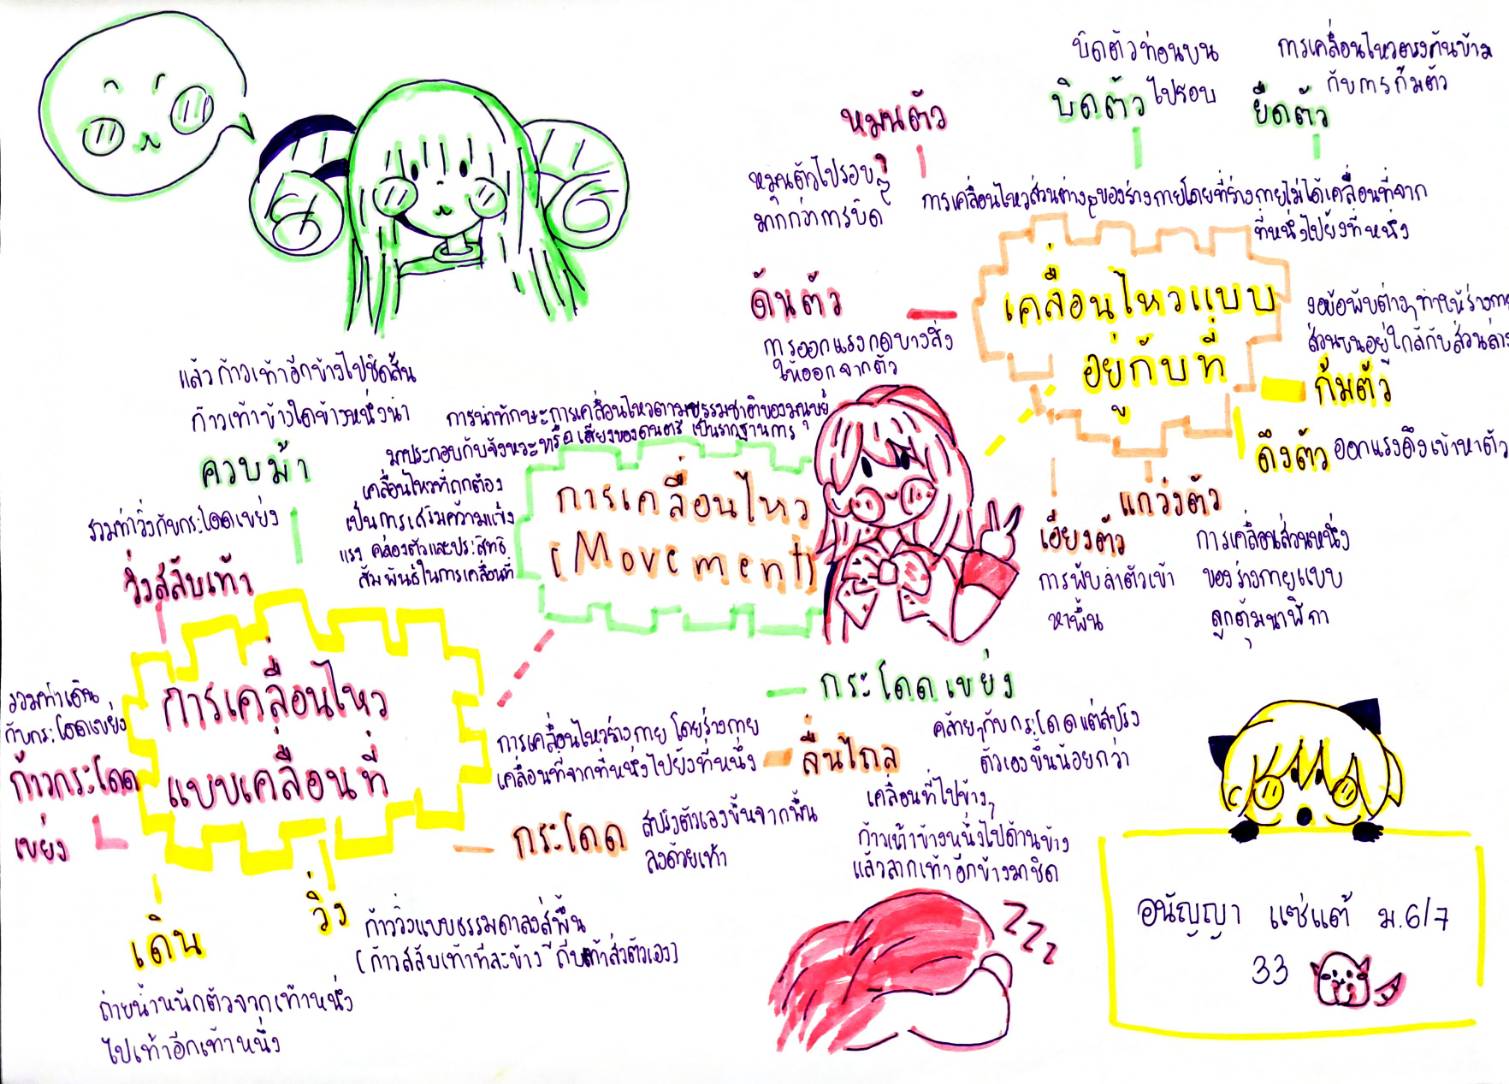 บิดตัวท่อนบน
ไปรอบ
บิดตัว
การเคลื่อนไหวตรงกันข้าม
กับการก้มตัว
ยืดตัว
หมุนตัว
หมุนตัวไปรอบๆ
มากกว่าการบิด
การเคลื่อนไหวส่วนต่างๆของร่างกายโดยที่ร่างกายไม่ได้เคลื่อนที่จาก
ที่หนึ่งไปยังที่หนึ่ง
เคลื่อนไหวแบบ
อยู่กับที่
ดันตัว
การออกแรงกดบางสิ่ง
ให้ออกจากตัว
งอข้อพับต่างๆทำให้ร่างกาย
ส่วนบนอยู่ใกล้กับส่วนล่าง
ก้มตัว
ดึงตัว ออกแรงดึงเข้าหาตัว
แกว่งตัว
การเคลื่อนส่วนหนึ่ง
ของร่างกายแบบ
ลูกตุ้มนาฬิกา
เอียงตัว
การพับลำตัวเข้า
หาพื้น
การนำทักษะการเคลื่อนไหวตามธรรมชาติของมนุษย์
มาประกอบกับจังหวะหรือเสียงของดนตรี เป็นรากฐานการ
เคลื่อนไหวที่ถูกต้อง
เป็นการเสริมความแข็ง
แรง คล่องตัวและประสิทธิ
สัมพันธ์ในการเคลื่อนที่
การเคลื่อนไหว
(Movement)
แล้วก้าวเท้าอีกข้างไปชิดส้น
ก้าวเท้าข้างใดข้างหนึ่งนำ
ควบม้า
รวมท่าวิ่งกับกระโดดเขย่ง
วิ่งสลับเท้า
การเคลื่อนไหว
แบบเคลื่อนที่
รวมท่าเดิน
กับกระโดดเขย่ง
ก้าวกระโดด
เขย่ง
การเคลื่อนไหวร่างกาย โดยร่างกาย
เคลื่อนที่จากที่หนึ่งไปยังที่หนึ่ง
กระโดดเขย่ง
คล้ายๆกับกระโดดแต่สปริง
ตัวเองขึ้นน้อยกว่า
ลื่นไถล
เคลื่อนที่ไปข้างๆ
ก้าวเท้าข้างหนึ่งไปด้านข้าง
แล้วลากเท้าอีกข้างมาชิด
กระโดด
สปริงตัวเองขึ้นจากพื้น
ลงด้วยเท้า
วิ่ง
ก้าววิ่งแบบธรรมดาลงสู่พื้น
(ก้าวสลับเท้าทีละข้าง ถีบเท้าส่งตัวเอง)
เดิน
ถ่ายน้ำหนักตัวจากเท้าหนึ่ง
ไปเท้าอีกเท้าหนึ่ง
ZZZ
อนัญญา แซ่แต้ ม.6/7
33